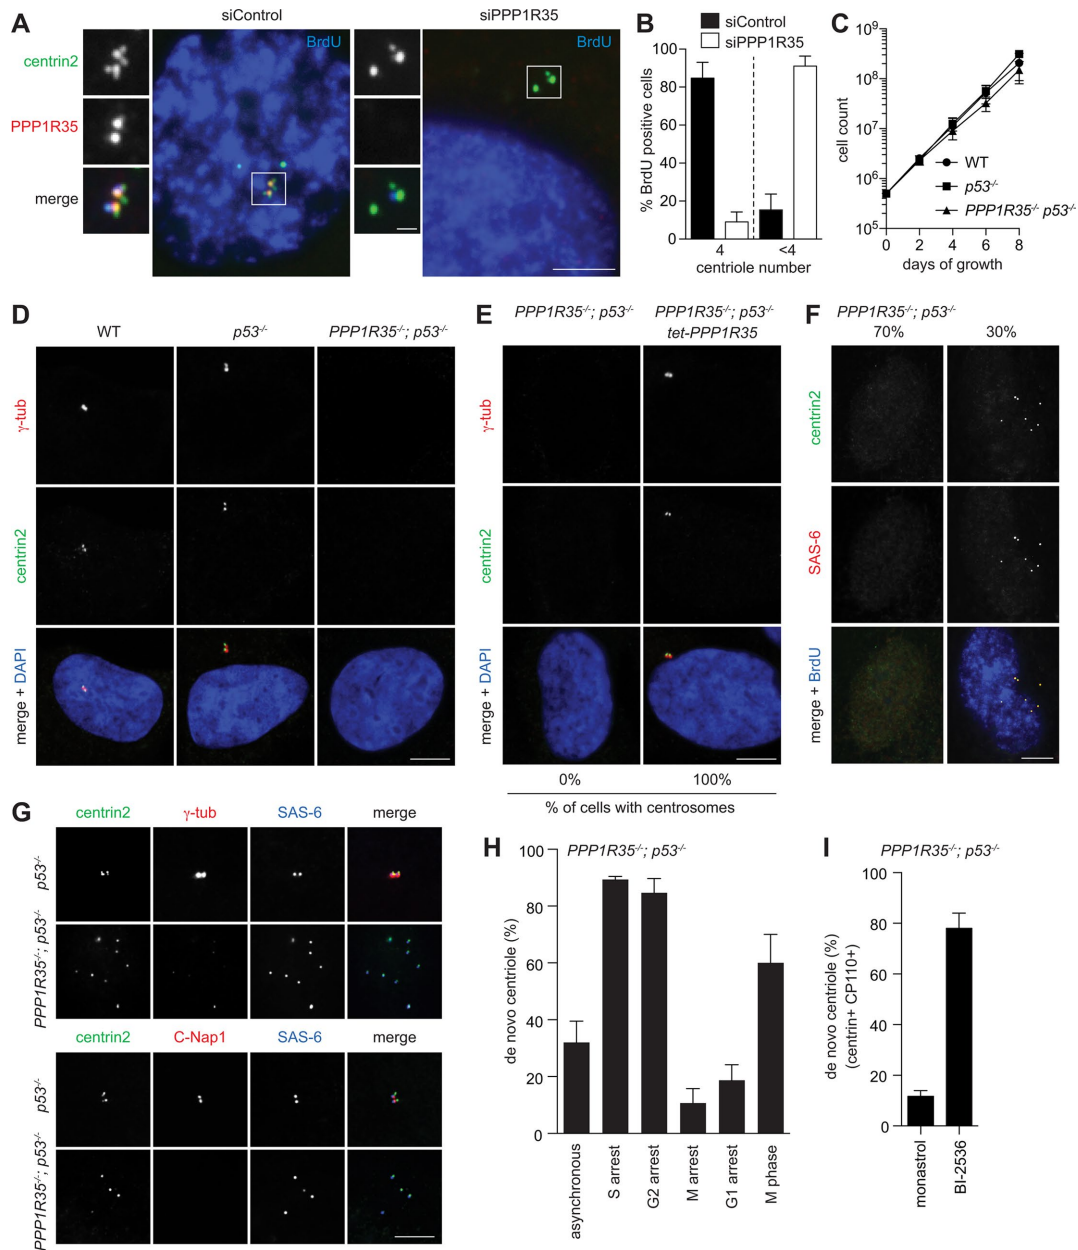 A
siControl
siPPP1R35
centrin2
PPP1R35
merge
BrdU
BrdU
B
siControl
siPPP1R35
% BrdU positive cells
100
80
60
40
20
0
4
<4
centriole number
C
cell count
10⁹
10⁸
10⁷
10⁶
10⁵
WT
p53⁻/⁻
PPP1R35⁻/⁻ p53⁻/⁻
0 2 4 6 8
days of growth
D
WT
p53⁻/⁻
PPP1R35⁻/⁻; p53⁻/⁻
γ-tub
centrin2
merge + DAPI
E
PPP1R35⁻/⁻; p53⁻/⁻
PPP1R35⁻/⁻; p53⁻/⁻
tet-PPP1R35
γ-tub
centrin2
merge + DAPI
0%
100%
% of cells with centrosomes
F
PPP1R35⁻/⁻; p53⁻/⁻
70%
30%
centrin2
SAS-6
merge + BrdU
G
centrin2
γ-tub
SAS-6
merge
p53⁻/⁻
PPP1R35⁻/⁻; p53⁻/⁻
centrin2
C-Nap1
SAS-6
merge
p53⁻/⁻
PPP1R35⁻/⁻; p53⁻/⁻
H
PPP1R35⁻/⁻; p53⁻/⁻
de novo centriole (%)
100
80
60
40
20
0
asynchronous
S arrest
G2 arrest
M arrest
G1 arrest
M phase
I
PPP1R35⁻/⁻; p53⁻/⁻
de novo centriole (%)
(centrin+ CP110+)
100
80
60
40
20
0
monastrol
BI-2536